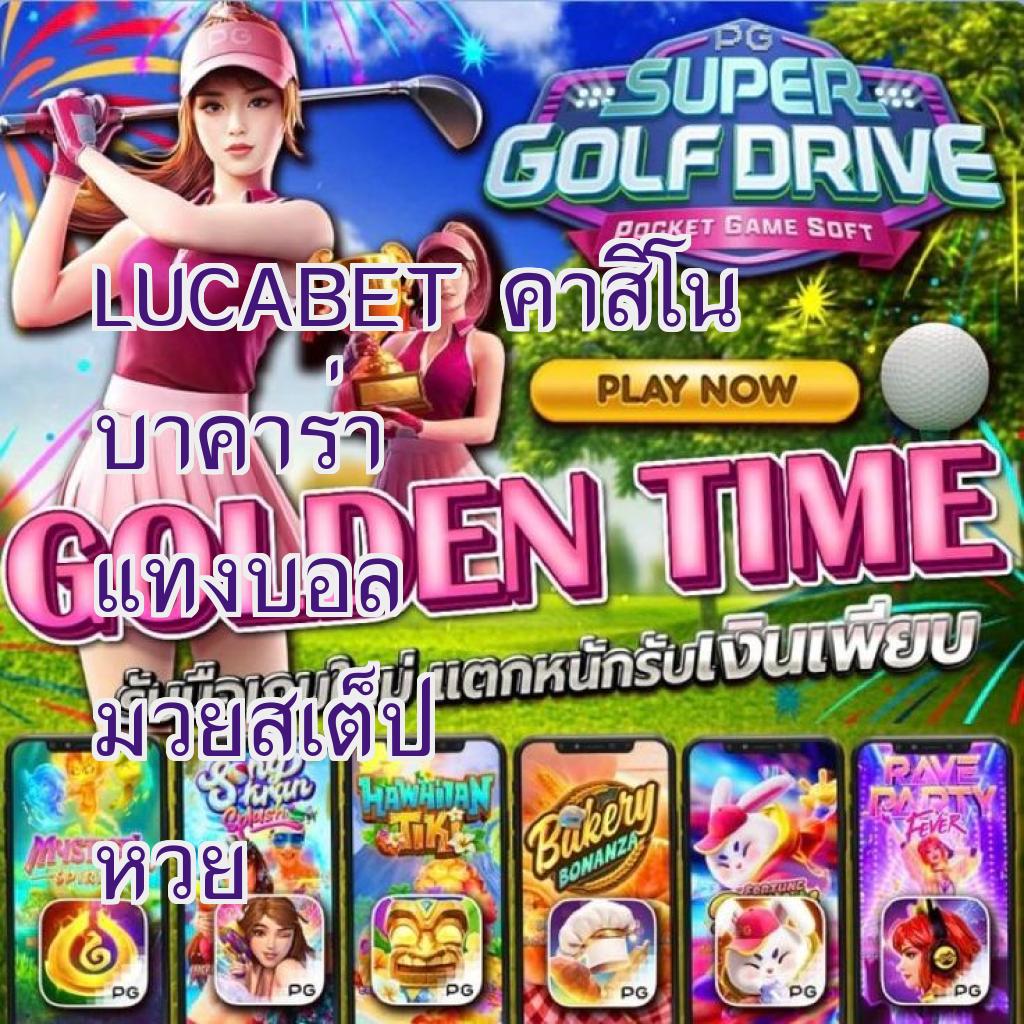 PG
PG
SUPER
GOLF DRIVE
POCKET GAME SOFT
LUCABET คาสิโน
PLAY NOW
บาคาร่า
GOLDEN TIME
แทงบอล
แตกหนักรับเงินเพียบ
มวยสเต็ป
หวย
Splash
HAWAIIAN
TIKI
Bakery
BONANZA
FORTUNE
RAVE
PARTY
FEVER
PG
PG
PG
PG
PG
PG